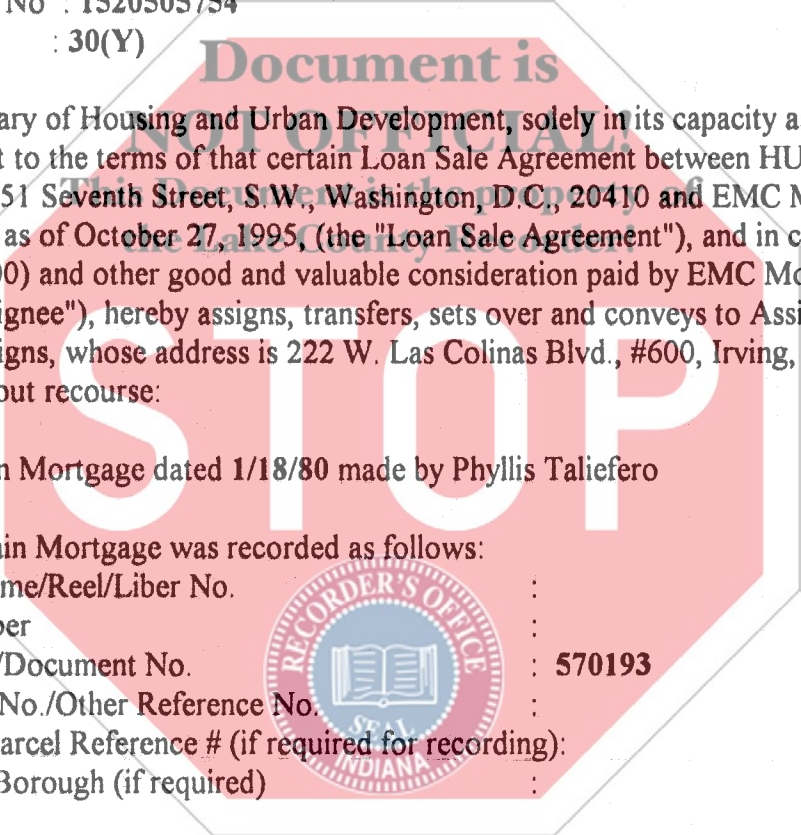 No : 1520505754
: 30(Y)
Document is
NOT OFFICIAL!
This Document is the property of
the Lake County Recorder!
STOP
ary of Housing and Urban Development, solely in its capacity a
t to the terms of that certain Loan Sale Agreement between HU
51 Seventh Street, S.W., Washington, D.C., 20410 and EMC M
as of October 27, 1995, (the "Loan Sale Agreement"), and in c
00) and other good and valuable consideration paid by EMC Mo
ignee"), hereby assigns, transfers, sets over and conveys to Assi
igns, whose address is 222 W. Las Colinas Blvd., #600, Irving,
out recourse:
n Mortgage dated 1/18/80 made by Phyllis Taliefero
ain Mortgage was recorded as follows:
me/Reel/Liber No. :
ber :
/Document No. : 570193
No./Other Reference No. :
arcel Reference # (if required for recording):
Borough (if required) :
RECORDER'S OFFICE
SEAL
INDIANA